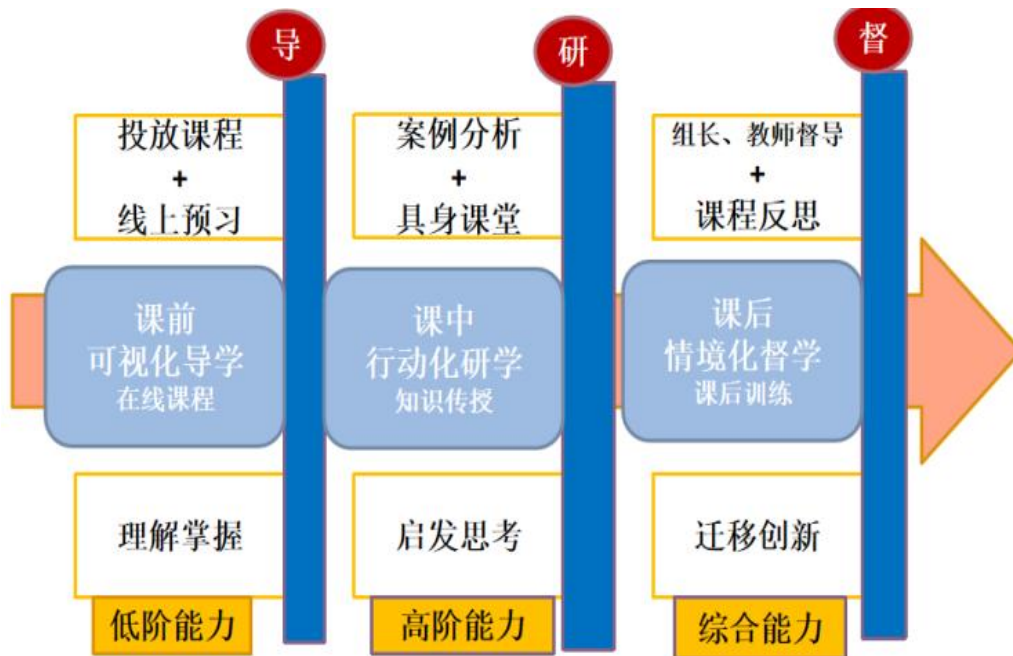 导
研
督
投放课程
+
线上预习
案例分析
+
具身课堂
组长、教师督导
+
课程反思
课前
可视化导学
在线课程
课中
行动化研学
知识传授
课后
情境化督学
课后训练
理解掌握
启发思考
迁移创新
低阶能力
高阶能力
综合能力